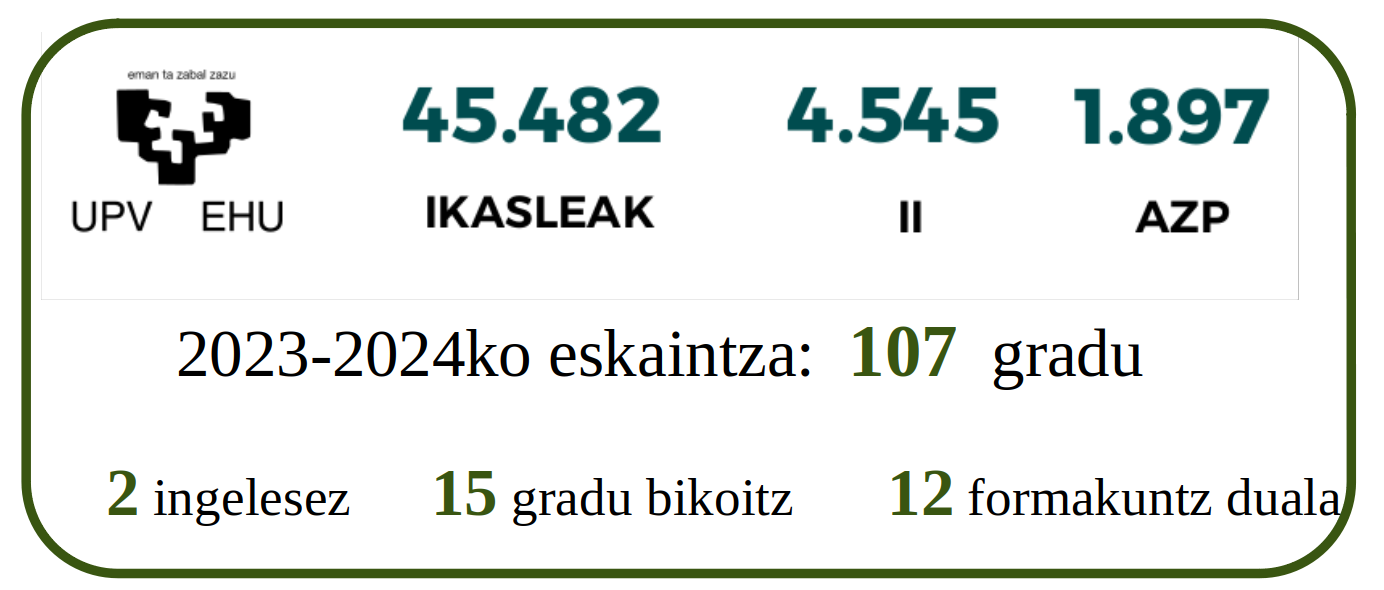 eman ta zabal zazu
UPV EHU
45.482 4.545 1.897
IKASLEAK II AZP
2023-2024ko eskaintza: 107 gradu
2 ingelesez 15 gradu bikoitz 12 formakuntz duala